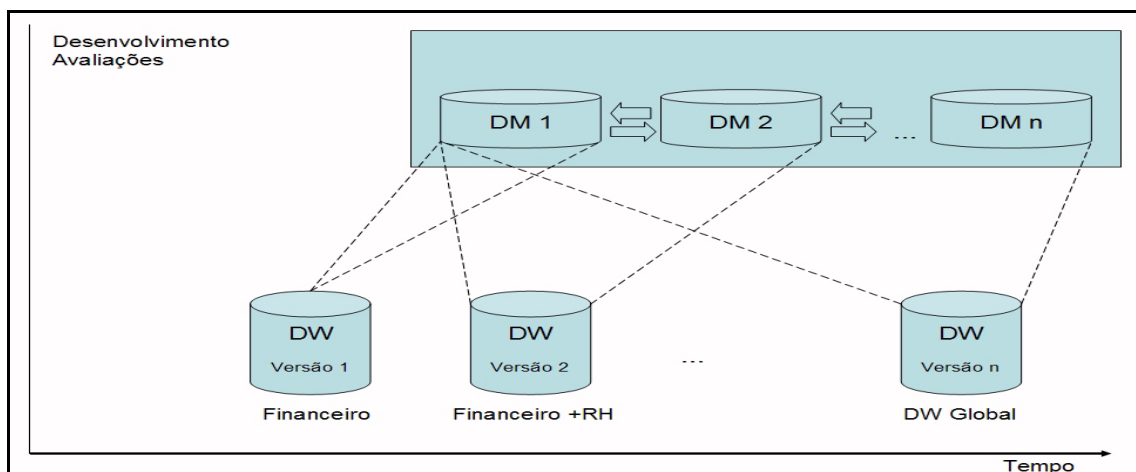 Desenvolvimento
Avaliações
DM 1
DM 2
...
DM n
DW
Versão 1
Financeiro
DW
Versão 2
Financeiro +RH
...
DW
Versão n
DW Global
Tempo